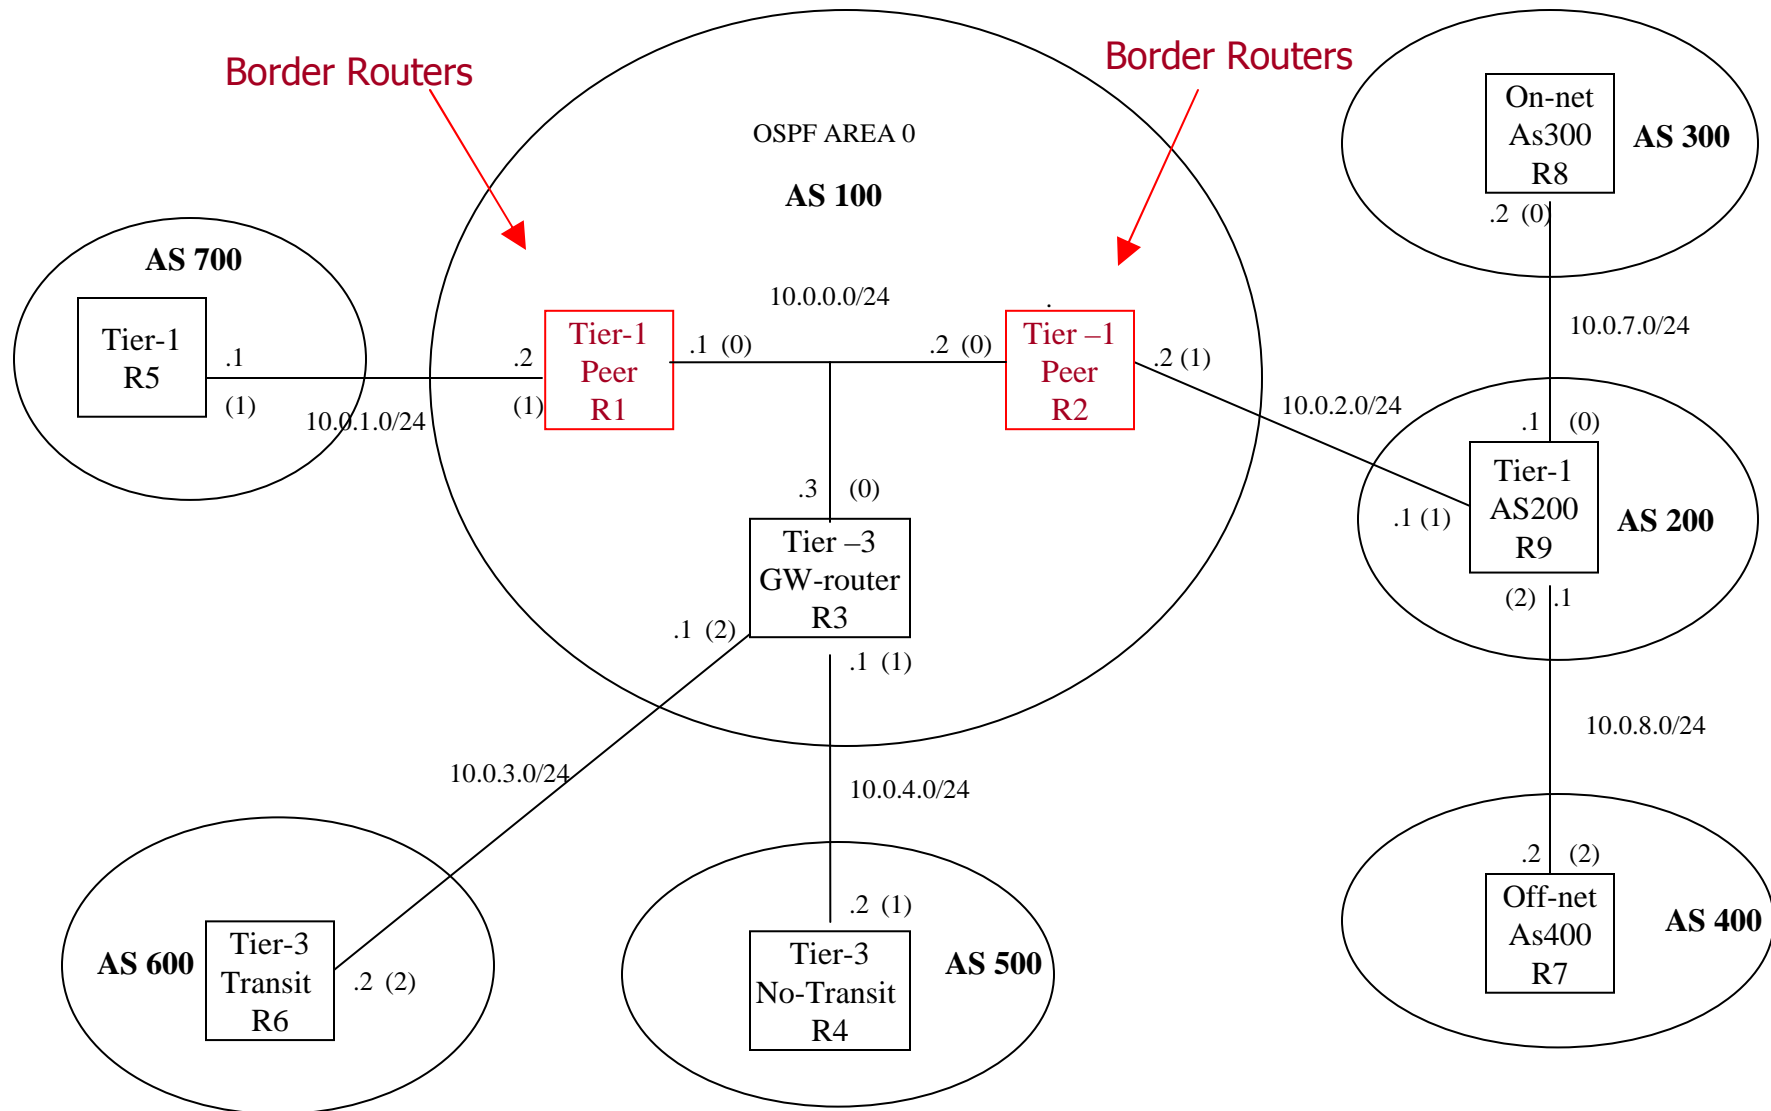 Border Routers
Border Routers
OSPF AREA 0
AS 100
On-net
As300
R8
AS 300
.2 (0)
AS 700
Tier-1
R5
.1
(1)
10.0.1.0/24
.2
(1)
Tier-1
Peer
R1
.1 (0)
10.0.0.0/24
.2 (0)
.
Tier –1
Peer
R2
.2 (1)
10.0.2.0/24
10.0.7.0/24
.1 (0)
.1 (1)
Tier-1
AS200
R9
AS 200
(2) .1
.3 (0)
Tier –3
GW-router
R3
.1 (2)
.1 (1)
10.0.3.0/24
10.0.4.0/24
10.0.8.0/24
AS 600
Tier-3
Transit
R6
.2 (2)
.2 (1)
Tier-3
No-Transit
R4
AS 500
.2 (2)
Off-net
As400
R7
AS 400